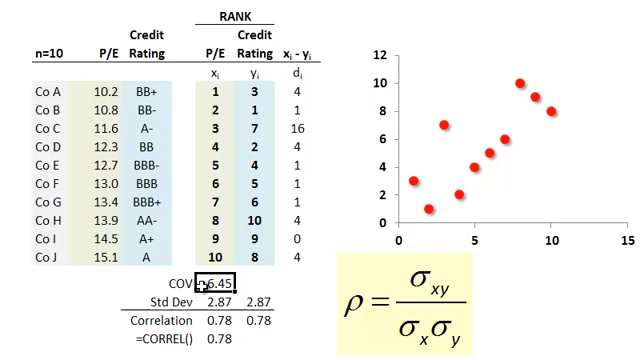 RANK
Credit Credit
n=10 P/E Rating P/E Rating xi - yi
xi yi di
Co A 10.2 BB+ 1 3 4
Co B 10.8 BB- 2 1 1
Co C 11.6 A- 3 7 16
Co D 12.3 BB 4 2 4
Co E 12.7 BBB- 5 4 1
Co F 13.0 BBB 6 5 1
Co G 13.4 BBB+ 7 6 1
Co H 13.9 AA- 8 10 4
Co I 14.5 A+ 9 9 0
Co J 15.1 A 10 8 4
COV 6.45
Std Dev 2.87 2.87
Correlation 0.78 0.78
=CORREL() 0.78
12
10
8
6
4
2
0
0 5 10 15
ρ = σxy / σxσy